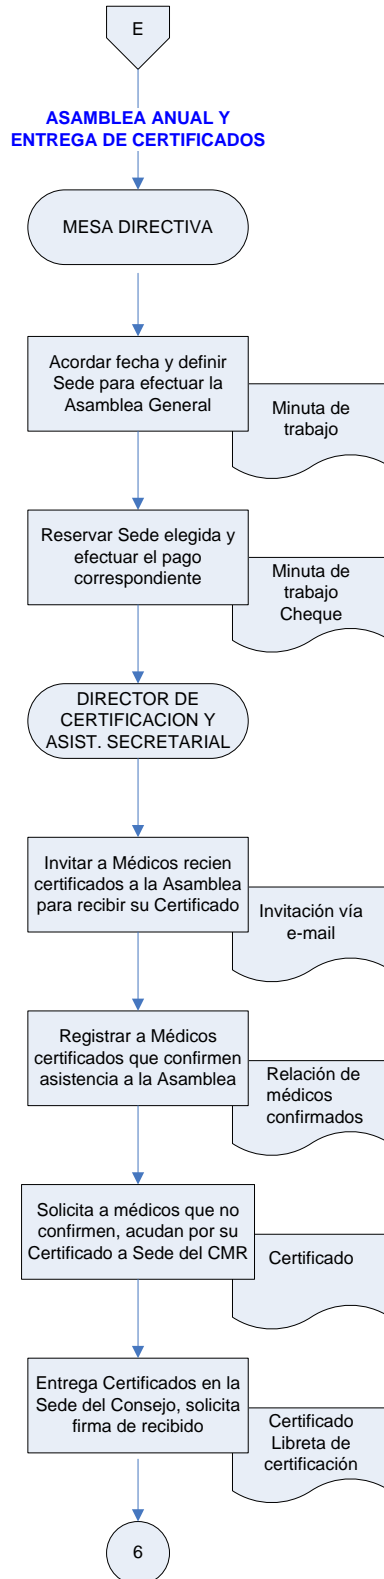 E
ASAMBLEA ANUAL Y
ENTREGA DE CERTIFICADOS
MESA DIRECTIVA
Acordar fecha y definir
Sede para efectuar la
Asamblea General
Minuta de
trabajo
Reservar Sede elegida y
efectuar el pago
correspondiente
Minuta de
trabajo
Cheque
DIRECTOR DE
CERTIFICACION Y
ASIST. SECRETARIAL
Invitar a Médicos recien
certificados a la Asamblea
para recibir su Certificado
Invitación vía
e-mail
Registrar a Médicos
certificados que confirmen
asistencia a la Asamblea
Relación de
médicos
confirmados
Solicita a médicos que no
confirmen, acudan por su
Certificado a Sede del CMR
Certificado
Entrega Certificados en la
Sede del Consejo, solicita
firma de recibido
Certificado
Libreta de
certificación
6